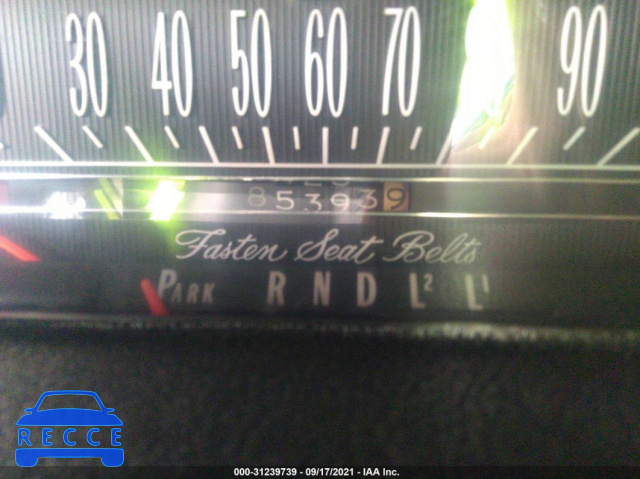 30 40 50 60 70 90
853939
Fasten Seat Belts
PARK R N D L2 L1
RECCE
000-31239739 - 09/17/2021 - IAA Inc.